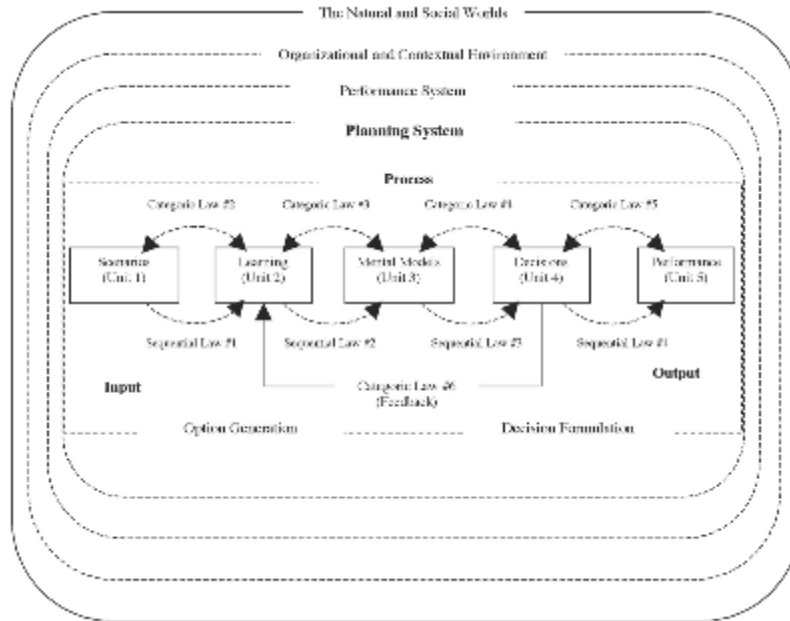 The Natural and Social Worlds
Organizational and Contextual Environment
Performance System
Planning System
Process
Categoric Law #2 Categoric Law #3 Categoric Law #4 Categoric Law #5
Scenarios Learning Mental Models Decisions Performance
(Unit 1) (Unit 2) (Unit 3) (Unit 4) (Unit 5)
Sequential Law #1 Sequential Law #2 Sequential Law #3 Sequential Law #4
Input Categoric Law #6 Output
(Feedback)
Option Generation Decision Formulation